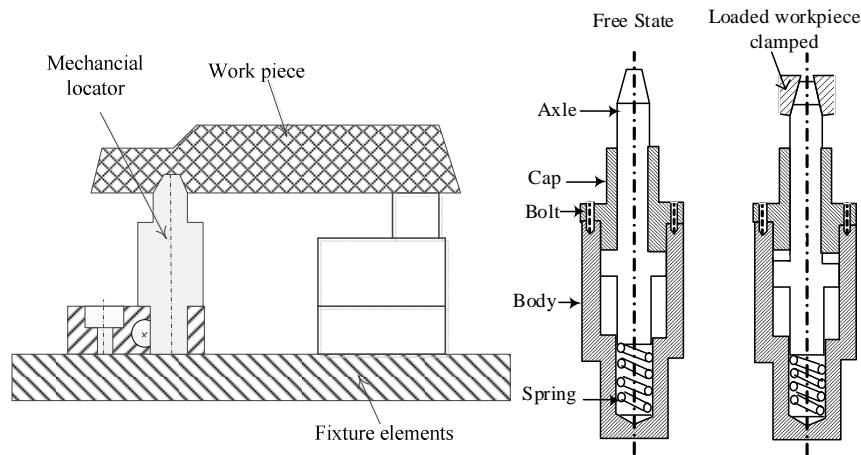 Mechancial
locator
Work piece
Fixture elements
Free State
Loaded workpiece
clamped
Axle
Cap
Bolt
Body
Spring